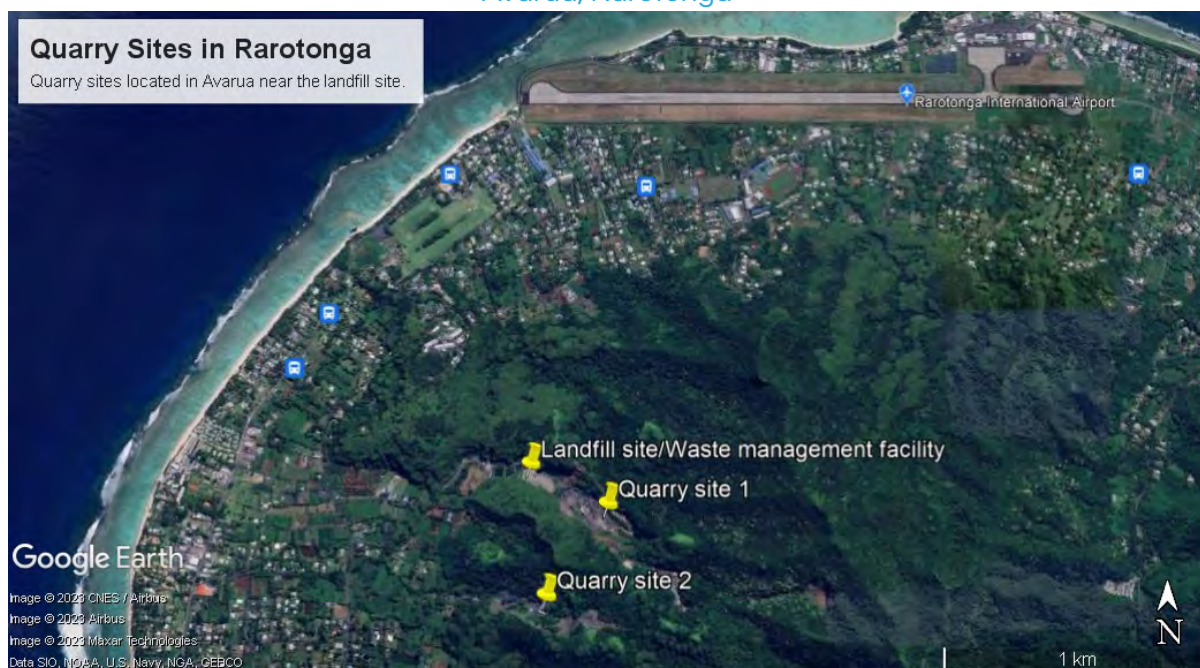 Quarry Sites in Rarotonga
Quarry sites located in Avarua near the landfill site.
Rarotonga International Airport
Landfill site/Waste management facility
Quarry site 1
Quarry site 2
Google Earth
Image © 2023 CNES / Airbus
Image © 2023 Airbus
Image © 2023 Maxar Technologies
Data SIO, NOAA, U.S. Navy, NGA, GEBCO
N
1 km